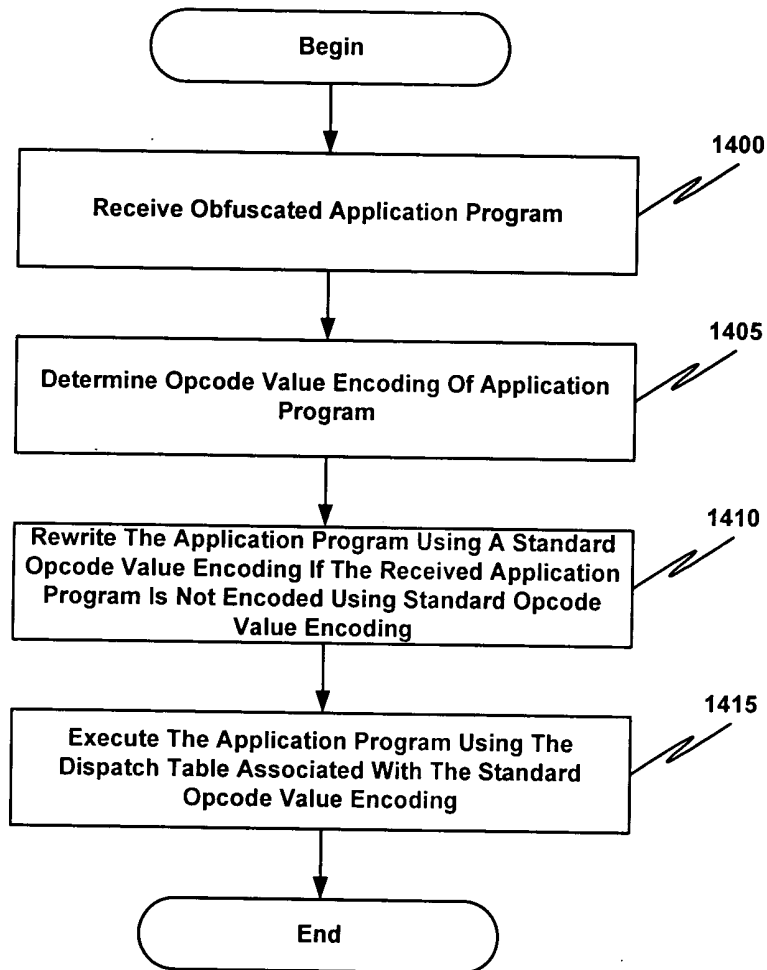 Begin
1400
Receive Obfuscated Application Program
1405
Determine Opcode Value Encoding Of Application
Program
1410
Rewrite The Application Program Using A Standard
Opcode Value Encoding If The Received Application
Program Is Not Encoded Using Standard Opcode
Value Encoding
1415
Execute The Application Program Using The
Dispatch Table Associated With The Standard
Opcode Value Encoding
End